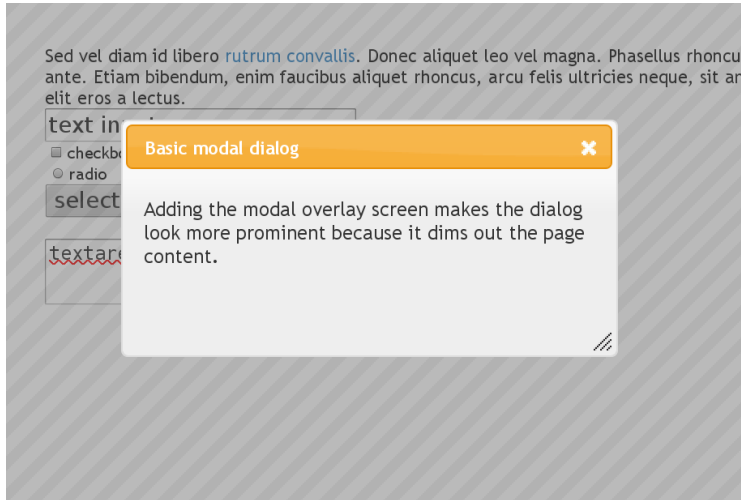 Sed vel diam id libero rutrum convallis. Donec aliquet leo vel magna. Phasellus
ante. Etiam bibendum, enim faucibus aliquet rhoncus, arcu felis ultricies neque, sit
elit eros a lectus.
text
Basic modal dialog
radio
select
Adding the modal overlay screen makes the dialog
look more prominent because it dims out the page
content.